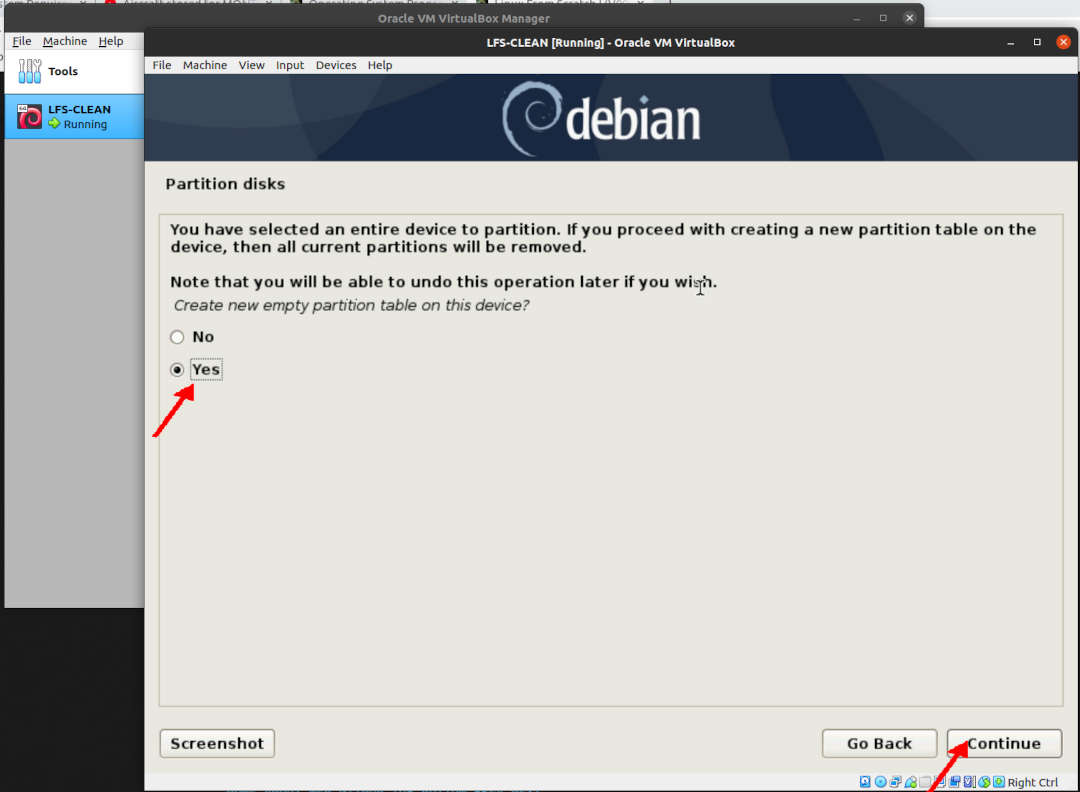 Oracle VM VirtualBox Manager
File Machine Help
Tools
LFS-CLEAN
Running
LFS-CLEAN [Running] - Oracle VM VirtualBox
File Machine View Input Devices Help
debian
Partition disks
You have selected an entire device to partition. If you proceed with creating a new partition table on the
device, then all current partitions will be removed.
Note that you will be able to undo this operation later if you wish.
Create new empty partition table on this device?
No
Yes
Screenshot
Go Back
Continue
Right Ctrl